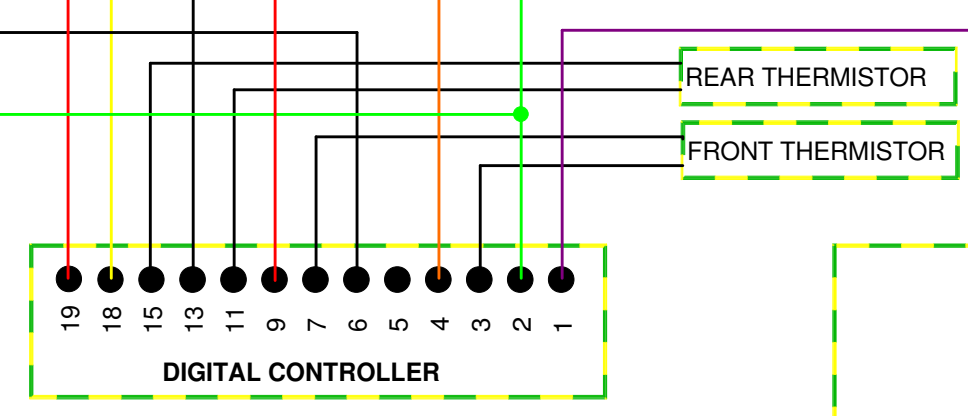 REAR THERMISTOR
FRONT THERMISTOR
19 18 15 13 11 9 7 6 5 4 3 2 1
DIGITAL CONTROLLER